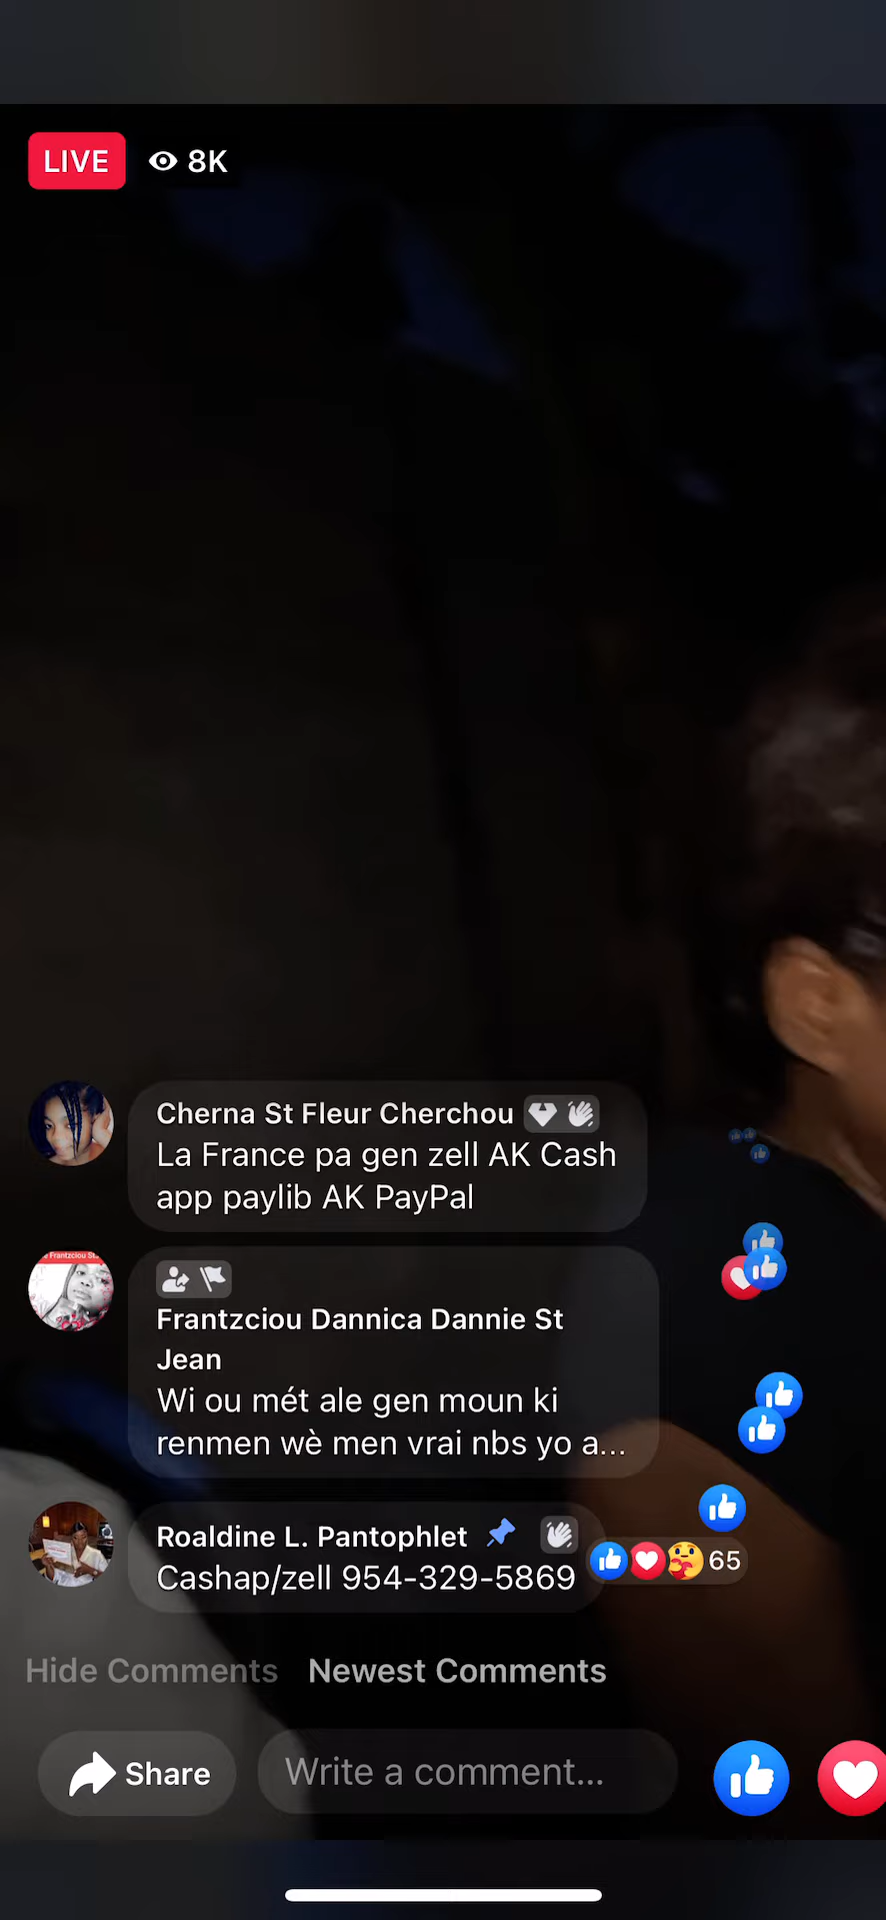 LIVE 8K
Cherna St Fleur Cherchou
La France pa gen zell AK Cash
app paylib AK PayPal
Frantzciou Dannica Dannie St
Jean
Wi ou mét ale gen moun ki
renmen wè men vrai nbs yo a...
Roaldine L. Pantophlet
Cashap/zell 954-329-5869
65
Hide Comments Newest Comments
Share
Write a comment...